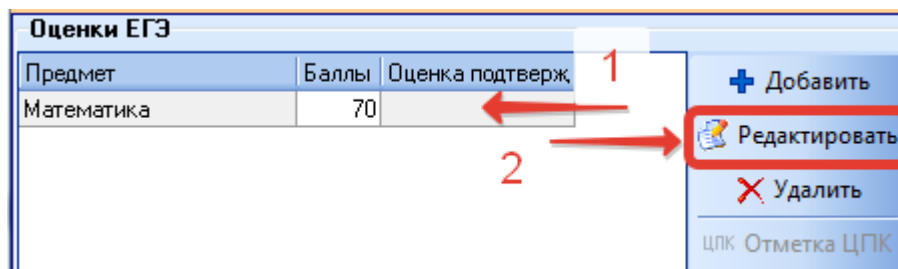 Оценки ЕГЭ
Предмет Баллы Оценка подтверж,
Математика 70
1
2
Добавить
Редактировать
Удалить
ЦПК Отметка ЦПК